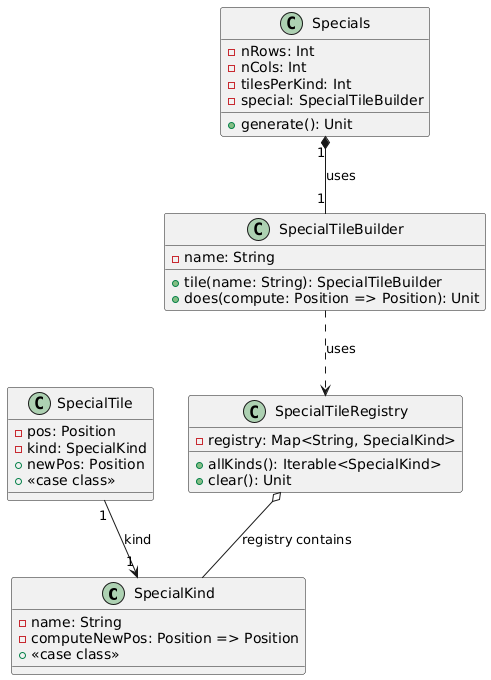 C Specials
nRows: Int
nCols: Int
tilesPerKind: Int
special: SpecialTileBuilder
generate(): Unit
1
uses
1
C SpecialTileBuilder
name: String
tile(name: String): SpecialTileBuilder
does(compute: Position => Position): Unit
uses
C SpecialTile
pos: Position
kind: SpecialKind
newPos: Position
«case class»
C SpecialTileRegistry
registry: Map<String, SpecialKind>
allKinds(): Iterable<SpecialKind>
clear(): Unit
1
kind
1
registry contains
C SpecialKind
name: String
computeNewPos: Position => Position
«case class»